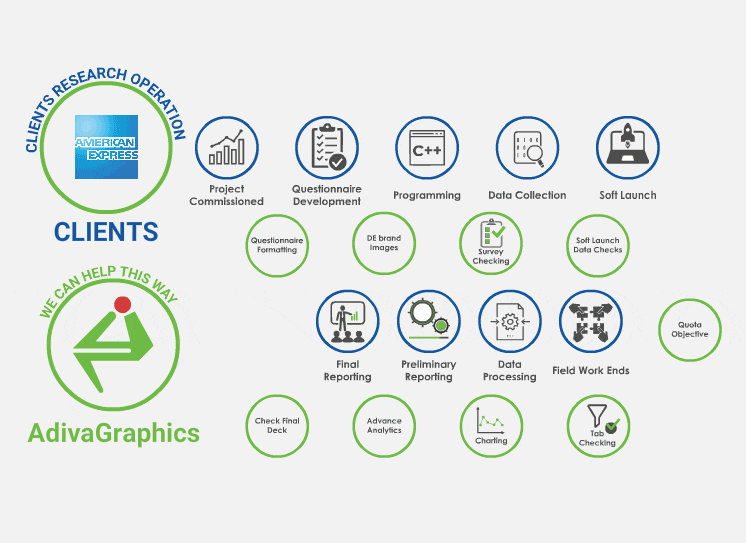 CLIENTS RESEARCH OPERATION
AMERICAN
EXPRESS
CLIENTS
Project
Commissioned
Questionnaire
Development
C++
Programming
Data Collection
Soft Launch
Questionnaire
Formatting
DE brand
Images
Survey
Checking
Soft Launch
Data Checks
WE CAN HELP THIS WAY
AdivaGraphics
Final
Reporting
Preliminary
Reporting
Data
Processing
Field Work Ends
Quota
Objective
Check Final
Deck
Advance
Analytics
Charting
Tab
Checking